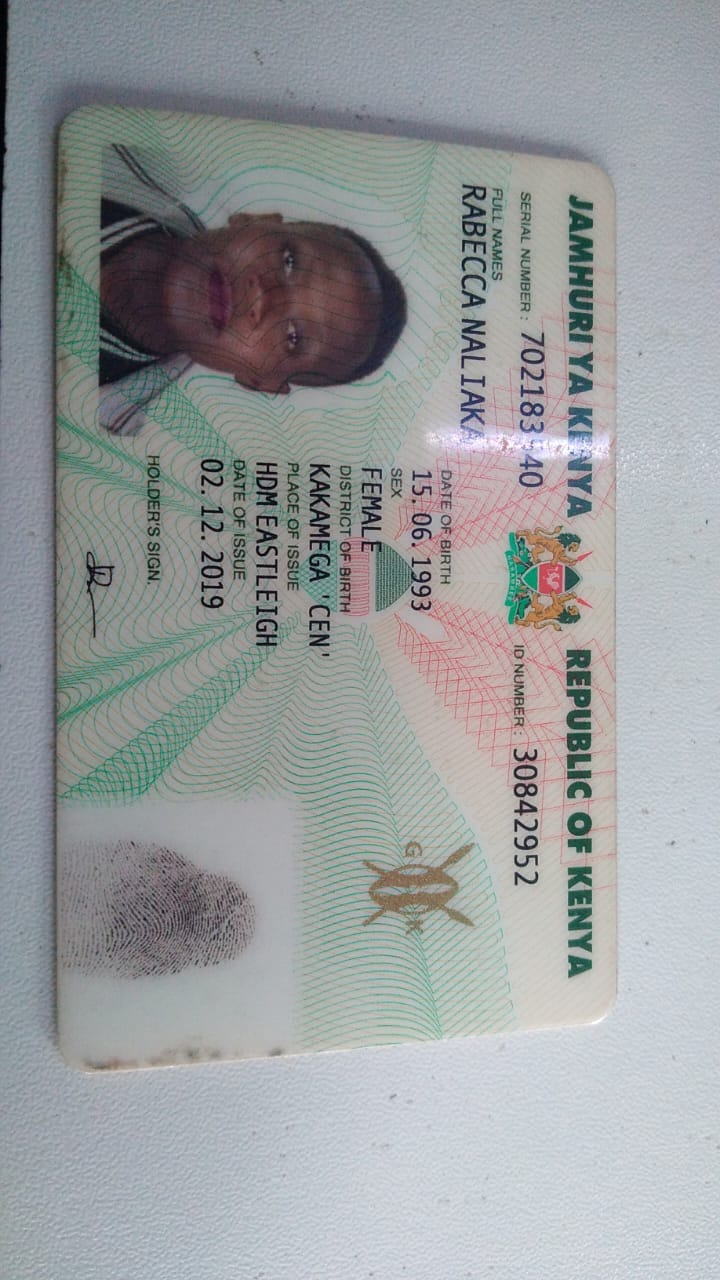 JAMHURI YA KENYA REPUBLIC OF KENYA
SERIAL NUMBER: ID NUMBER: 30842952
FULL NAMES
RABECCA NALIAKA
DATE OF BIRTH
15. 06. 1993
SEX
FEMALE
DISTRICT OF BIRTH
KAKAMEGA 'CEN'
PLACE OF ISSUE
HDM EASTLEIGH
DATE OF ISSUE
02. 12. 2019
HOLDER'S SIGN.
G K
HARAMBEE